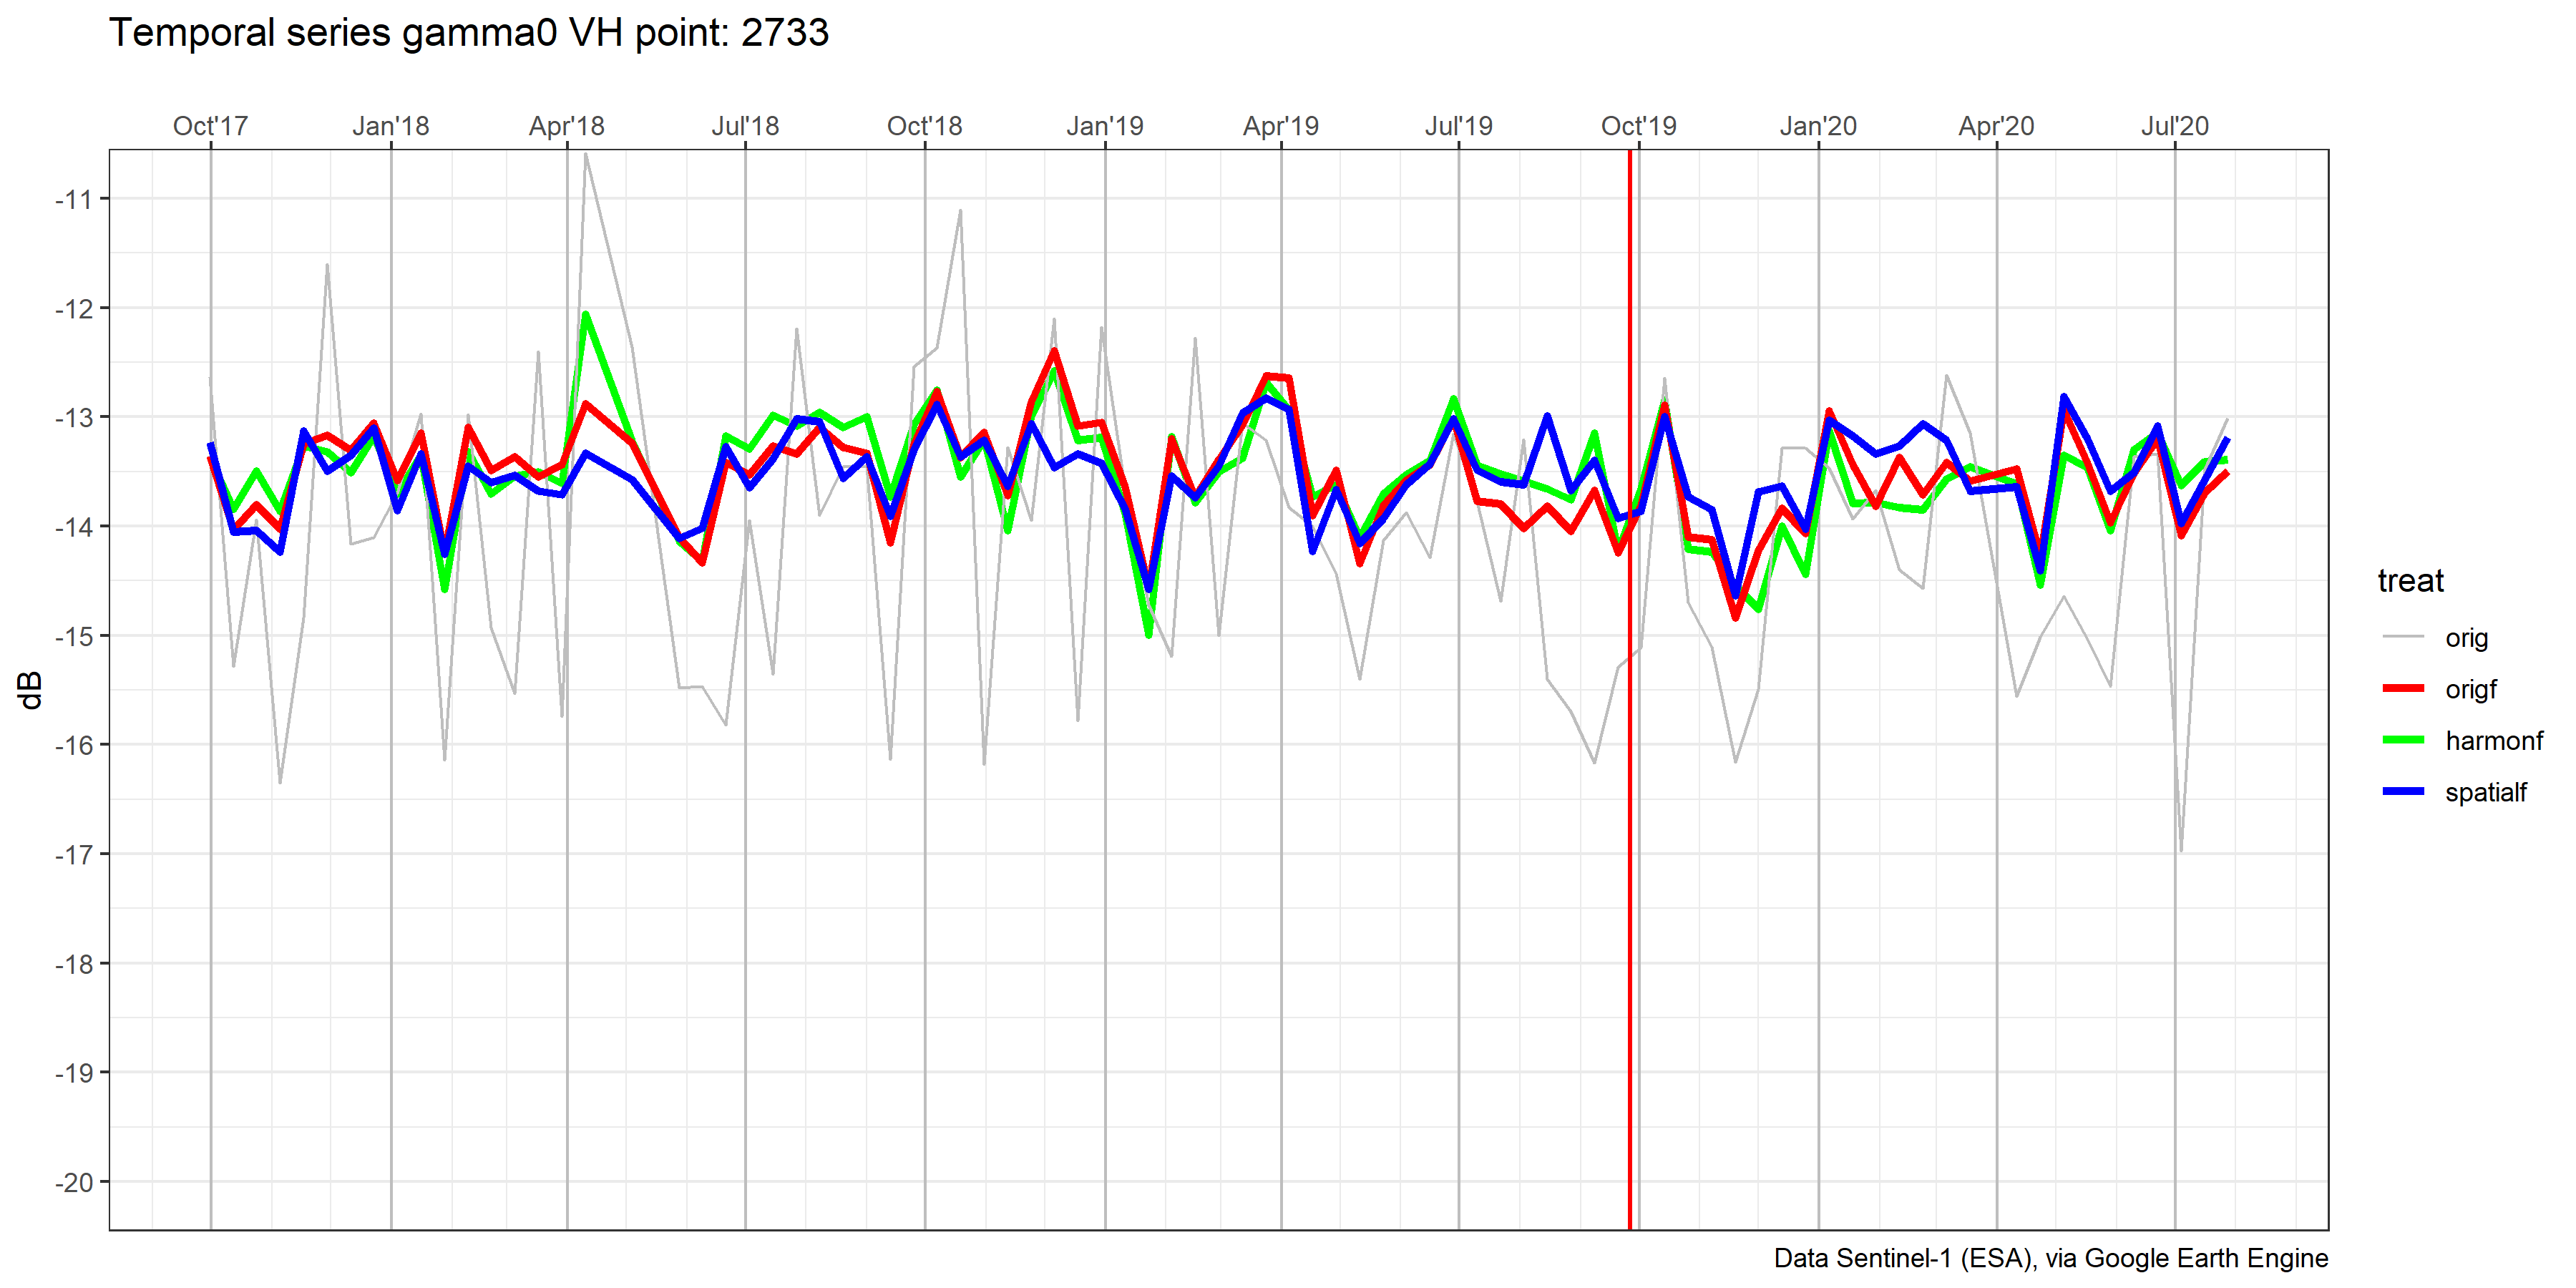 Temporal series gamma0 VH point: 2733
Oct'17 Jan'18 Apr'18 Jul'18 Oct'18 Jan'19 Apr'19 Jul'19 Oct'19 Jan'20 Apr'20 Jul'20
-11
-12
-13
-14
-15
-16
-17
-18
-19
-20
dB
treat
orig
origf
harmonf
spatialf
Data Sentinel-1 (ESA), via Google Earth Engine